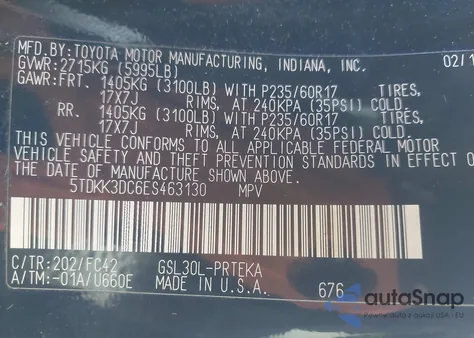 MFD.BY:TOYOTA MOTOR MANUFACTURING, INDIANA, INC. 02/1
GVWR:2715KG (5995LB)
GAWR:FRT. 1405KG (3100LB) WITH P235/60R17 TIRES,
17X7J RIMS, AT 240KPA (35PSI) COLD.
RR. 1405KG (3100LB) WITH P235/60R17 TIRES,
17X7J RIMS, AT 240KPA (35PSI) COLD.
THIS VEHICLE CONFORMS TO ALL APPLICABLE FEDERAL MOTOR
VEHICLE SAFETY AND THEFT PREVENTION STANDARDS IN EFFECT O
THE DATE OF MANUFACTURE SHOWN ABOVE.
5TDKK3DC6ES463130 MPV
C/TR:202/FC42 GSL30L-PRTEKA
A/TM:-01A/U660E MADE IN U.S.A. 676
autoSnap